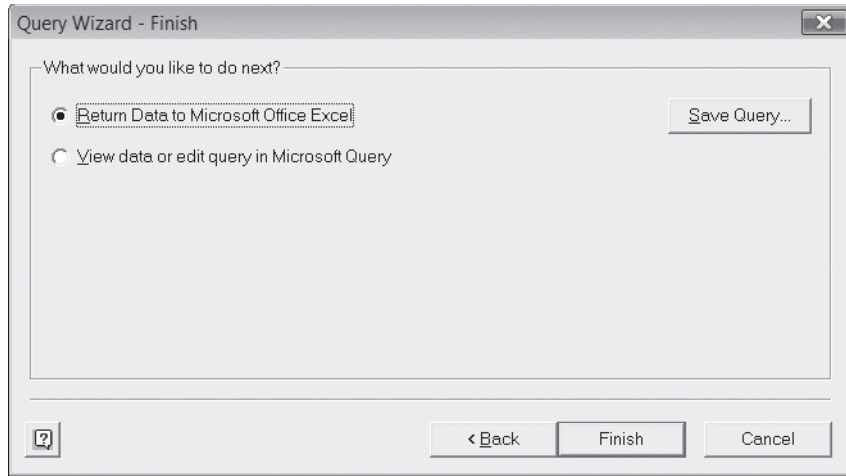 Query Wizard - Finish
What would you like to do next?
Return Data to Microsoft Office Excel
Save Query...
View data or edit query in Microsoft Query
< Back
Finish
Cancel